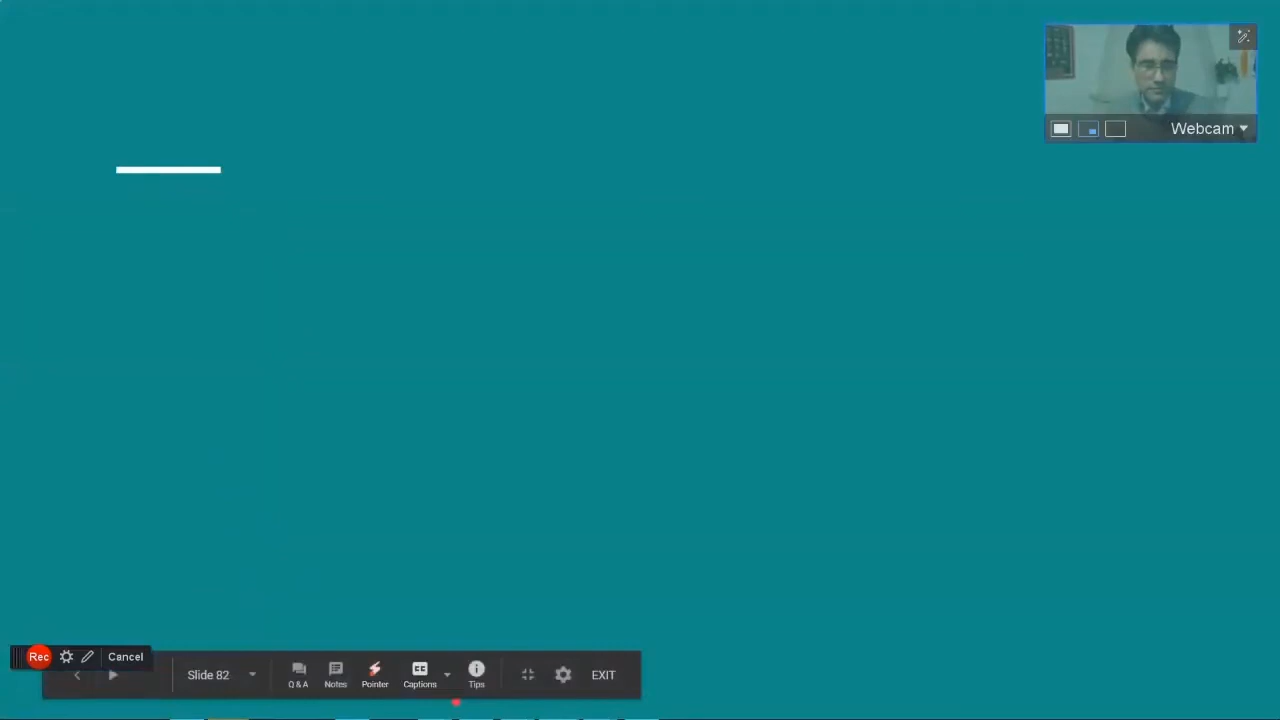 Webcam
Rec
Cancel
Slide 82
Q & A
Notes
Pointer
CC
Captions
Tips
EXIT